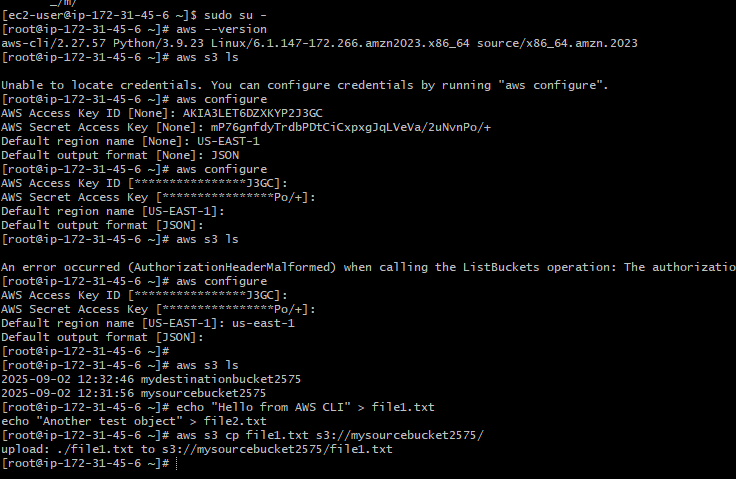 _/m/
[ec2-user@ip-172-31-45-6 ~]$ sudo su -
[root@ip-172-31-45-6 ~]# aws --version
aws-cli/2.27.57 Python/3.9.23 Linux/6.1.147-172.266.amzn2023.x86_64 source/x86_64.amzn.2023
[root@ip-172-31-45-6 ~]# aws s3 ls
Unable to locate credentials. You can configure credentials by running "aws configure".
[root@ip-172-31-45-6 ~]# aws configure
AWS Access Key ID [None]: AKIA3LET6DZXKYP2J3GC
AWS Secret Access Key [None]: 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
Default region name [None]: US-EAST-1
Default output format [None]: JSON
[root@ip-172-31-45-6 ~]# aws configure
AWS Access Key ID [****************J3GC]:
AWS Secret Access Key [****************Po/+]:
Default region name [US-EAST-1]:
Default output format [JSON]:
[root@ip-172-31-45-6 ~]# aws s3 ls
An error occurred (AuthorizationHeaderMalformed) when calling the ListBuckets operation: The authorizatio
[root@ip-172-31-45-6 ~]# aws configure
AWS Access Key ID [****************J3GC]:
AWS Secret Access Key [****************Po/+]:
Default region name [US-EAST-1]: us-east-1
Default output format [JSON]:
[root@ip-172-31-45-6 ~]#
[root@ip-172-31-45-6 ~]# aws s3 ls
2025-09-02 12:32:46 mydestinationbucket2575
2025-09-02 12:31:56 mysourcebucket2575
[root@ip-172-31-45-6 ~]# echo "Hello from AWS CLI" > file1.txt
echo "Another test object" > file2.txt
[root@ip-172-31-45-6 ~]# aws s3 cp file1.txt s3://mysourcebucket2575/
upload: ./file1.txt to s3://mysourcebucket2575/file1.txt
[root@ip-172-31-45-6 ~]#